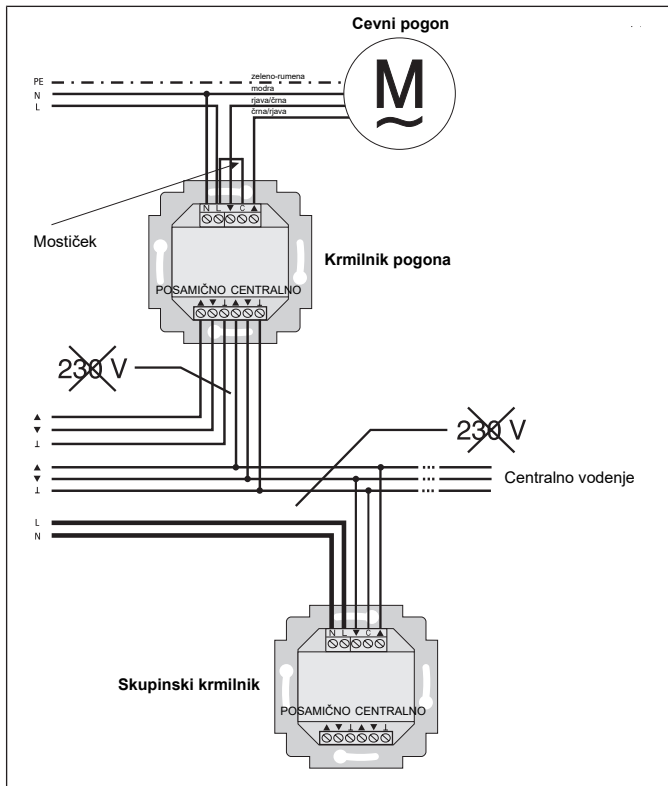 Cevni pogon
PE
N
L
zeleno-rumena
modra
rjava/črna
črna/rjava
M
~
N L ▼ C ▲
Mostiček
Krmilnik pogona
POSAMIČNO CENTRALNO
▲ ▼ ⊥ ▲ ▼ ⊥
230 V
▲
▼
⊥
230 V
▲
▼
⊥
Centralno vodenje
L
N
N L ▼ C ▲
Skupinski krmilnik
POSAMIČNO CENTRALNO
▲ ▼ ⊥ ▲ ▼ ⊥